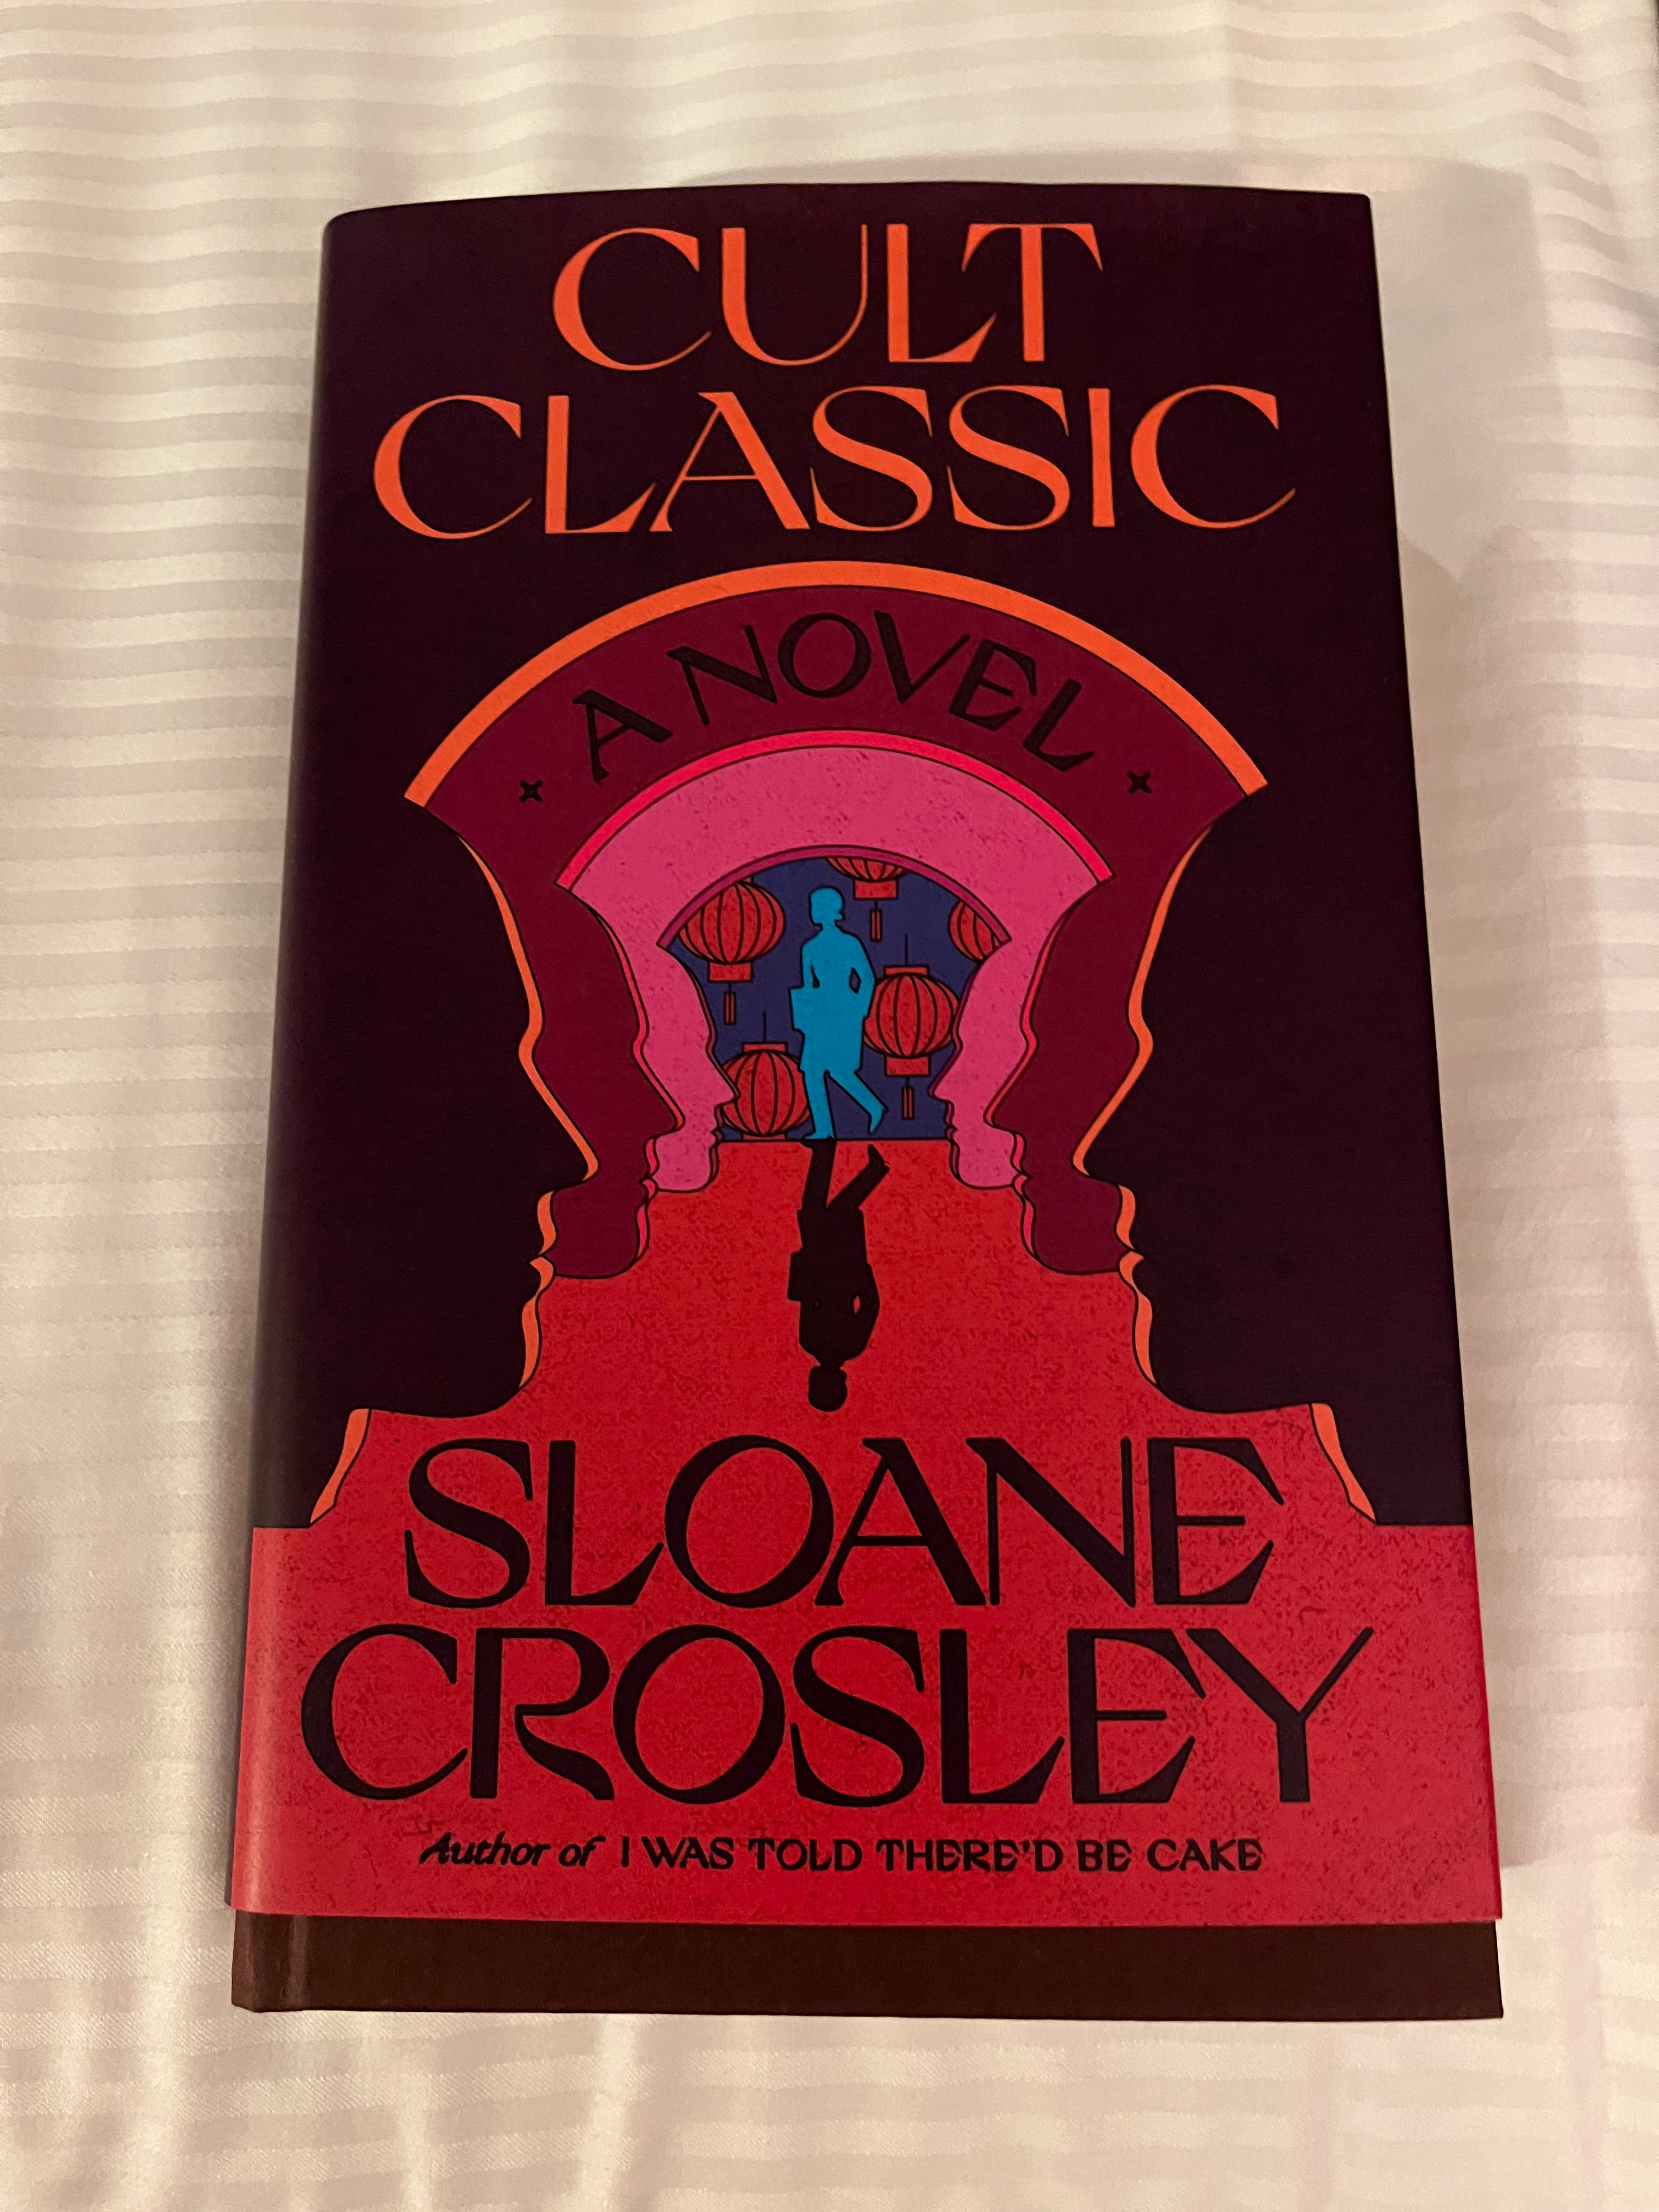 CULT
CLASSIC
A NOVEL
SLOANE
CROSLEY
Author of I WAS TOLD THERE'D BE CAKE